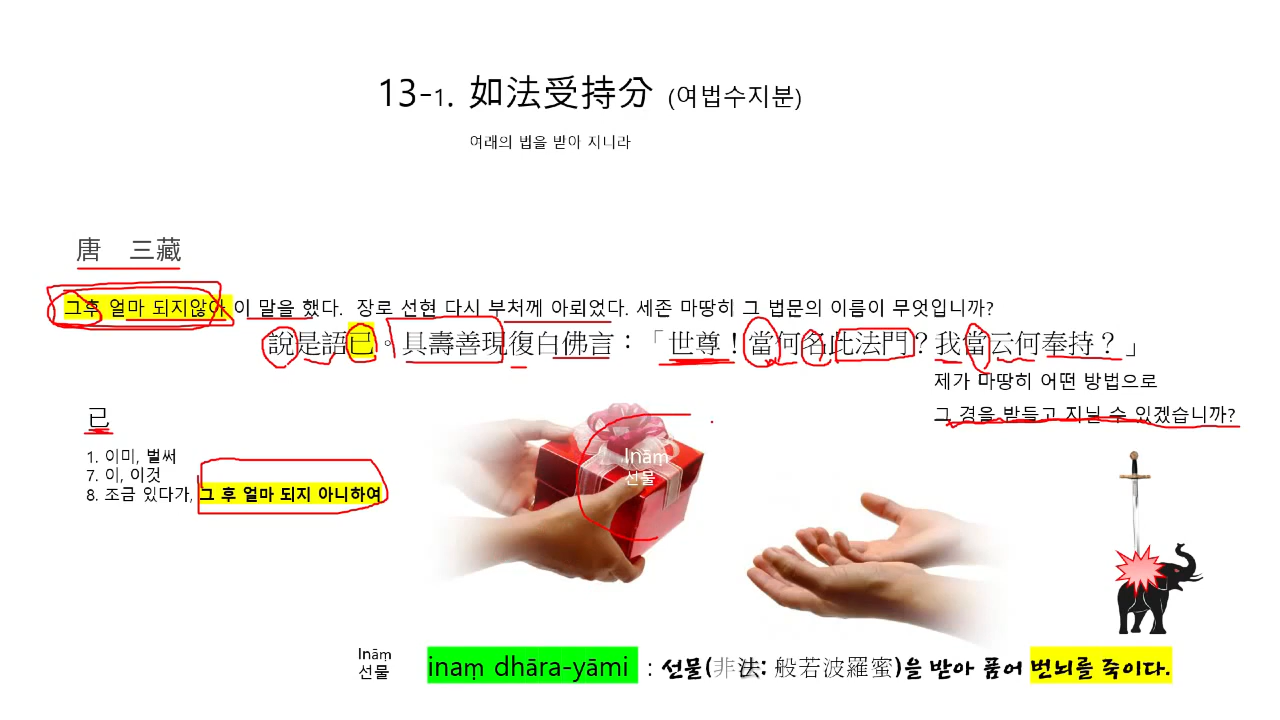 13-1. 如法受持分 (여법수지분)
여래의 법을 받아 지니라
唐 三藏
그후 얼마 되지않아 이 말을 했다. 장로 선현 다시 부처께 아뢰었다. 세존 마땅히 그 법문의 이름이 무엇입니까?
說是語已。具壽善現復白佛言：「世尊！當何名此法門？我當云何奉持？」
제가 마땅히 어떤 방법으로
그 경을 받들고 지닐 수 있겠습니까?
已
1. 이미, 벌써
7. 이, 이것
8. 조금 있다가, 그 후 얼마 되지 아니하여
Ināṃ
선물
Ināṃ
선물
inaṃ dhāra-yāmi : 선물(非法: 般若波羅蜜)을 받아 품어 번뇌를 죽이다.